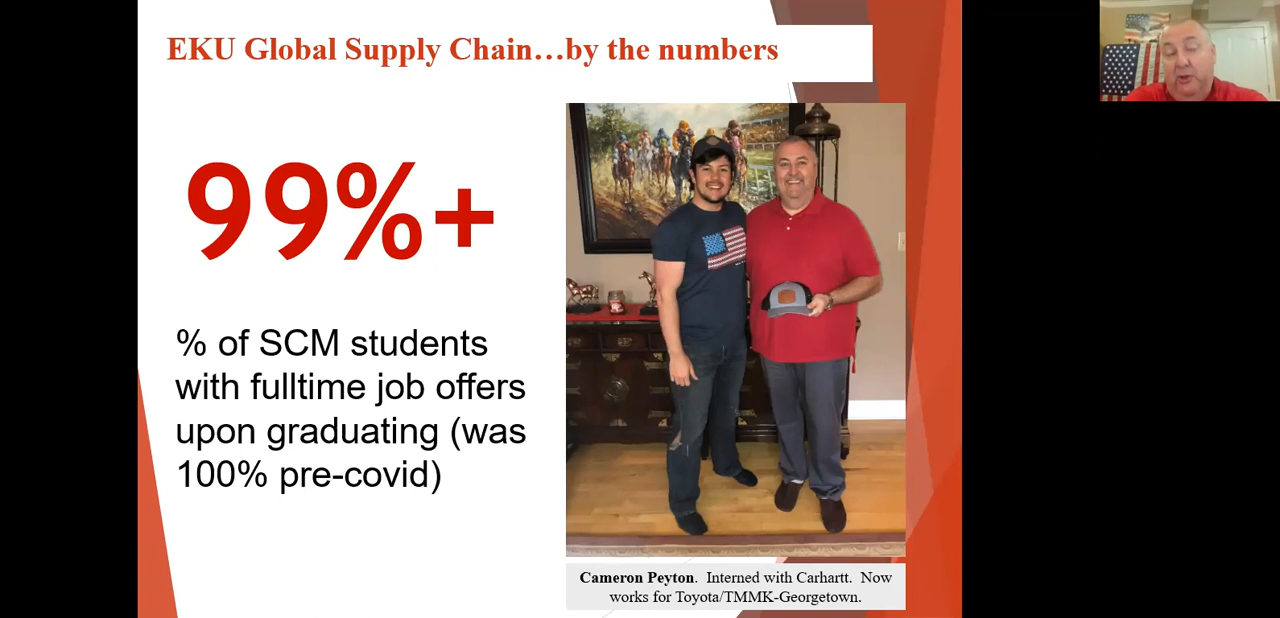 EKU Global Supply Chain…by the numbers
99%+
% of SCM students
with fulltime job offers
upon graduating (was
100% pre-covid)
Cameron Peyton. Interned with Carhartt. Now
works for Toyota/TMMK-Georgetown.